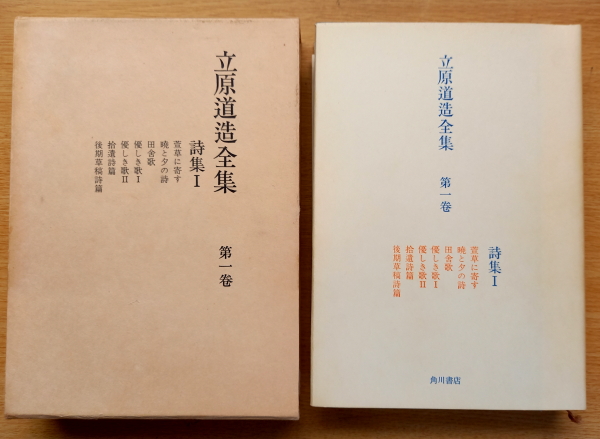 立原道造全集
第一巻
詩集Ⅰ
萱草に寄す
曉と夕の詩
田舎歌
優しき歌Ⅰ
優しき歌Ⅱ
拾遺詩篇
後期草稿詩篇
立原道造全集
第一巻
詩集Ⅰ
萱草に寄す
曉と夕の詩
田舎歌
優しき歌Ⅰ
優しき歌Ⅱ
拾遺詩篇
後期草稿詩篇
角川書店